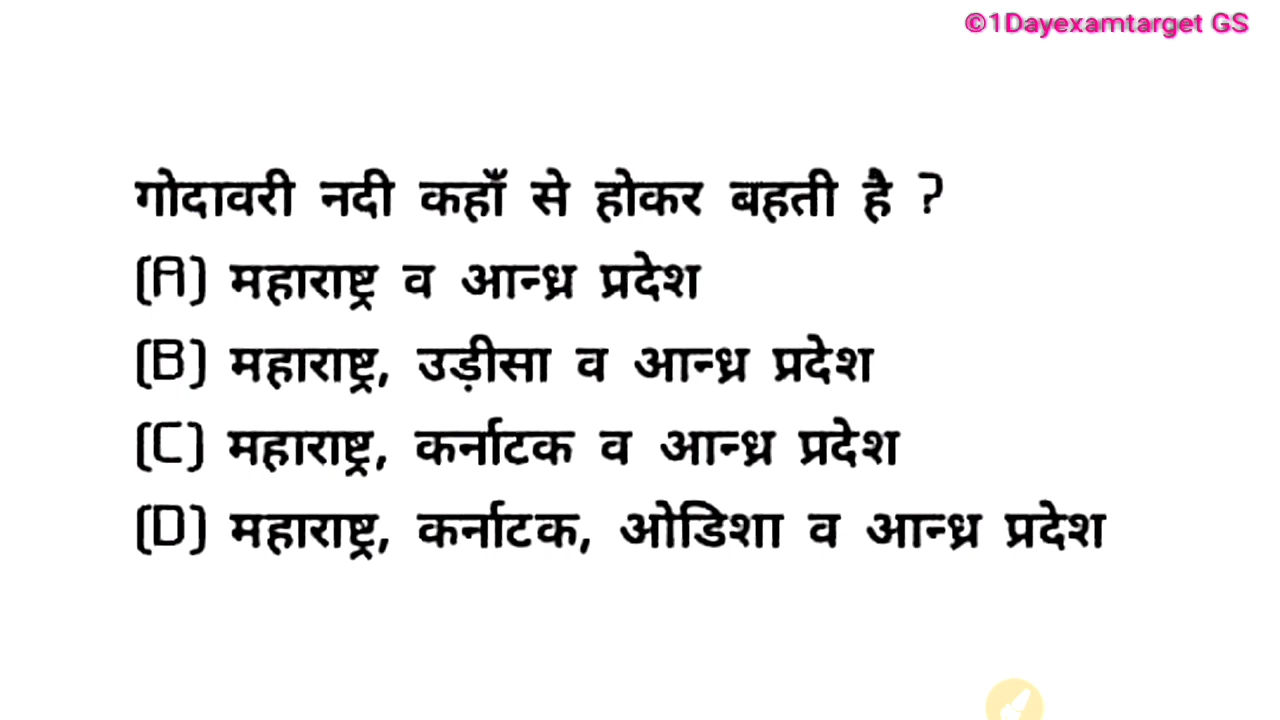 ©1Dayexamtarget GS
गोदावरी नदी कहाँ से होकर बहती है ?
(A) महाराष्ट्र व आन्ध्र प्रदेश
(B) महाराष्ट्र, उड़ीसा व आन्ध्र प्रदेश
(C) महाराष्ट्र, कर्नाटक व आन्ध्र प्रदेश
(D) महाराष्ट्र, कर्नाटक, ओडिशा व आन्ध्र प्रदेश